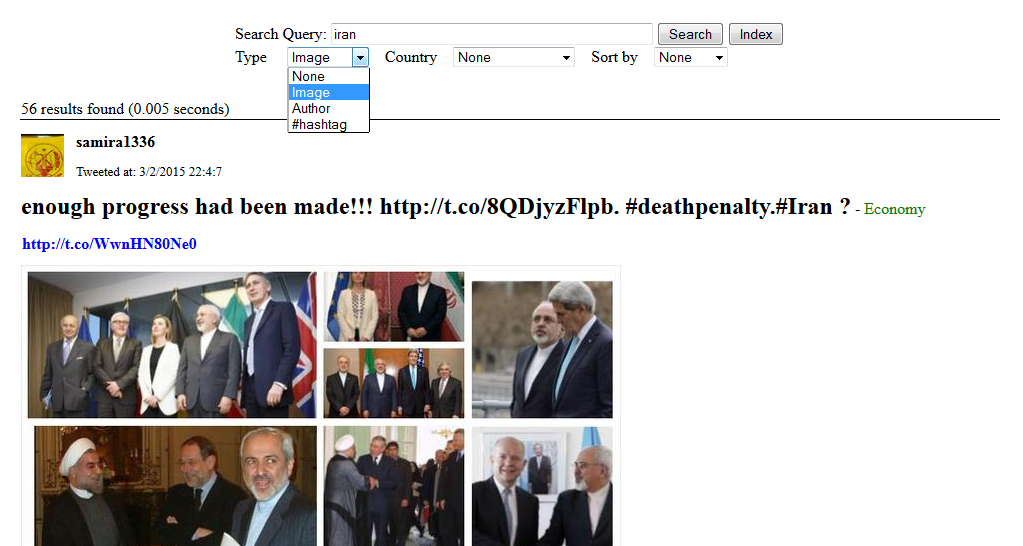 Search Query: iran Search Index
Type Image Country None Sort by None
None
Image
Author
#hashtag
56 results found (0.005 seconds)
samira1336
Tweeted at: 3/2/2015 22:4:7
enough progress had been made!!! http://t.co/8QDjyzFlpb. #deathpenalty.#Iran ? - Economy
http://t.co/WwnHN80Ne0